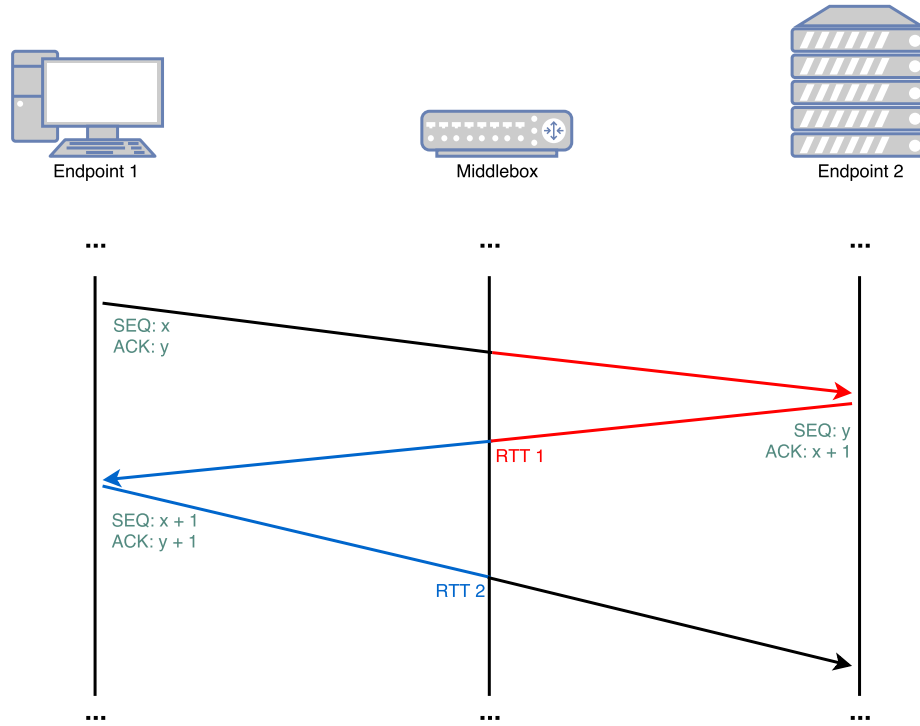 Endpoint 1
Middlebox
Endpoint 2
... ... ...
SEQ: x
ACK: y
SEQ: y
ACK: x + 1
RTT 1
SEQ: x + 1
ACK: y + 1
RTT 2
... ... ...